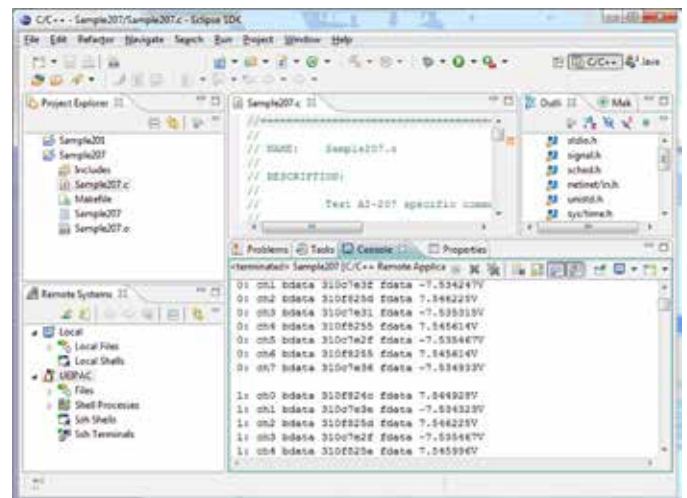 C/C++ - Sample207/Sample207.c - Eclipse SDK
File Edit Refactor Navigate Search Run Project Window Help
C/C++ Java
Project Explorer
Sample201
Sample207
Includes
Sample207.c
Makefile
Sample207
Sample207.o
Sample207.c
//
// NAME: Sample207.c
//
// DESCRIPTION:
//
// Test AI-207 specific comm
//
Outli Mak
stdio.h
signal.h
sched.h
netinet/in.h
unistd.h
sys/time.h
Remote Systems
Local
Local Files
Local Shells
UEIPAC
Files
Shell Processes
Ssh Shells
Ssh Terminals
Problems Tasks Console Properties
<terminated> Sample207 [C/C++ Remote Applica
0: ch1 bdata 310c7e3f fdata -7.534247V
0: ch2 bdata 310f825d fdata 7.546225V
0: ch3 bdata 310c7e31 fdata -7.535315V
0: ch4 bdata 310f8255 fdata 7.545614V
0: ch5 bdata 310c7e2f fdata -7.535467V
0: ch6 bdata 310f8255 fdata 7.545614V
0: ch7 bdata 310c7e36 fdata -7.534933V
1: ch0 bdata 310f824c fdata 7.544928V
1: ch1 bdata 310c7e3e fdata -7.534323V
1: ch2 bdata 310f825d fdata 7.546225V
1: ch3 bdata 310c7e2f fdata -7.535467V
1: ch4 bdata 310f825a fdata 7.545996V